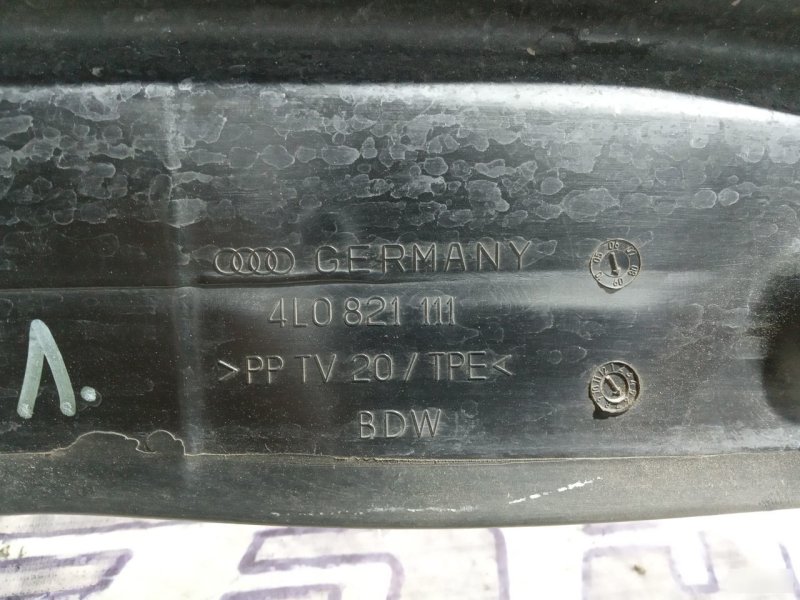 GERMANY
4L0 821 111
>PP TV 20 / TPE<
BDW
Л.